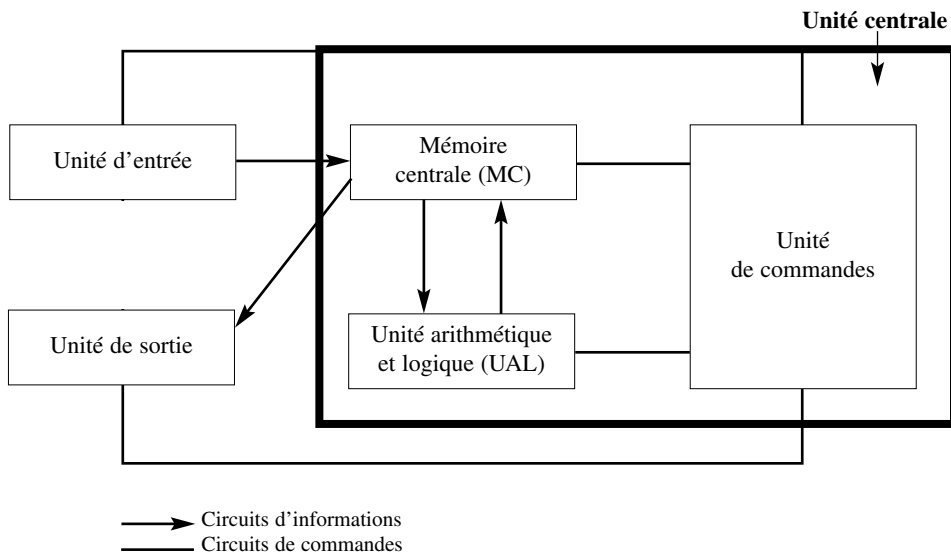 Unité centrale
Unité d’entrée
Mémoire
centrale (MC)
Unité
de commandes
Unité de sortie
Unité arithmétique
et logique (UAL)
Circuits d’informations
Circuits de commandes